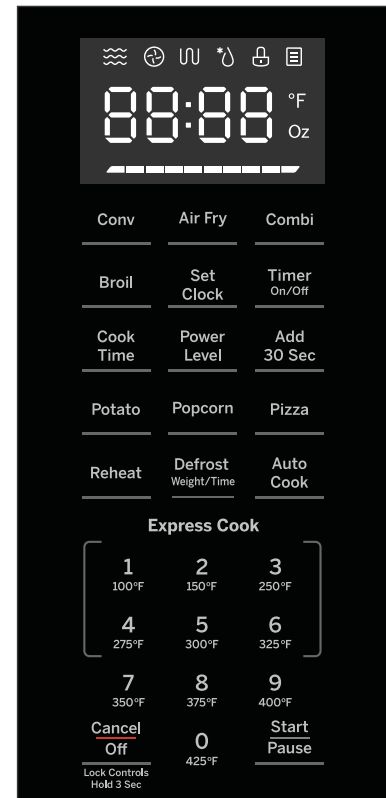 88:88
°F
Oz
Conv Air Fry Combi
Broil Set Clock Timer On/Off
Cook Time Power Level Add 30 Sec
Potato Popcorn Pizza
Reheat Defrost Weight/Time Auto Cook
Express Cook
1 2 3
100°F 150°F 250°F
4 5 6
275°F 300°F 325°F
7 8 9
350°F 375°F 400°F
Cancel Start
Off 0 Pause
425°F
Lock Controls
Hold 3 Sec